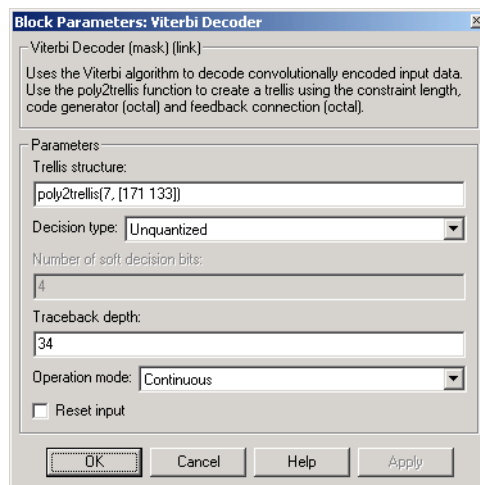 Block Parameters: Viterbi Decoder
Viterbi Decoder (mask) (link)
Uses the Viterbi algorithm to decode convolutionally encoded input data.
Use the poly2trellis function to create a trellis using the constraint length,
code generator (octal) and feedback connection (octal).
Parameters
Trellis structure:
poly2trellis(7, [171 133])
Decision type: Unquantized
Number of soft decision bits:
4
Traceback depth:
34
Operation mode: Continuous
Reset input
OK Cancel Help Apply